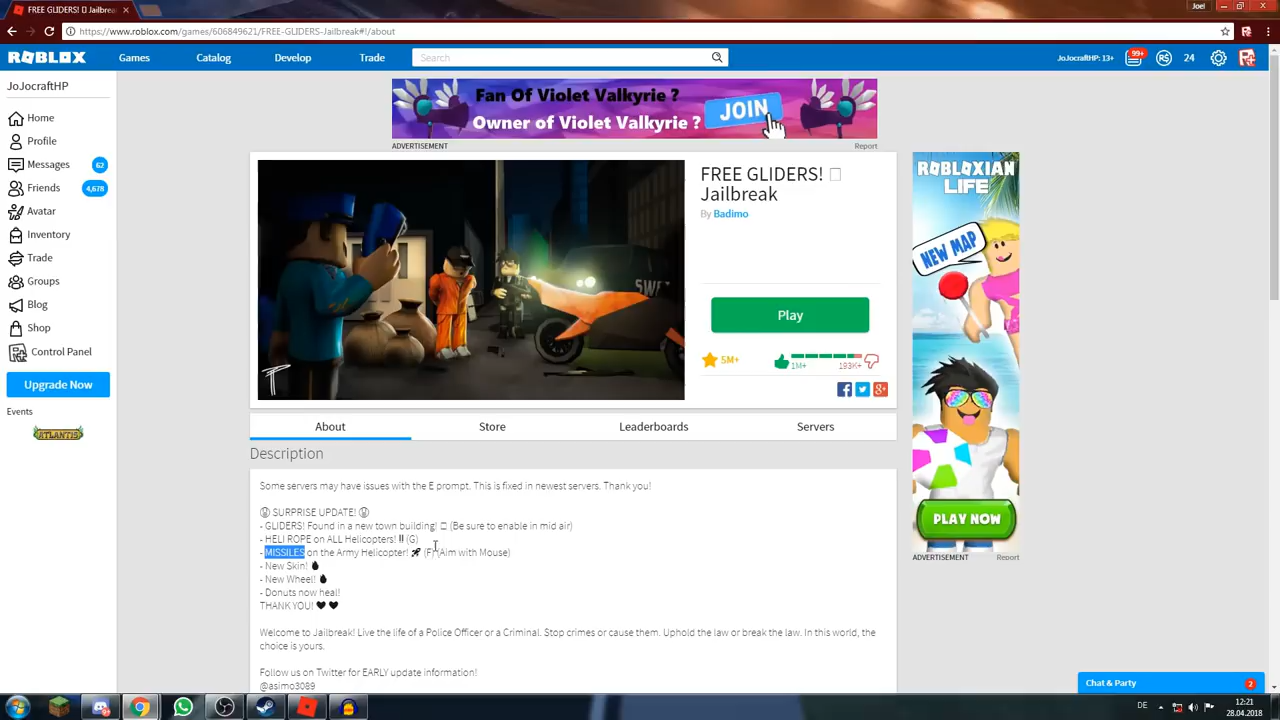 FREE GLIDERS! Jailbreak
Joel
https://www.roblox.com/games/606849621/FREE-GLIDERS-Jailbreak#!/about
ROBLOX
Games
Catalog
Develop
Trade
Search
JoJocraftHP: 13+
99+
R$
24
JoJocraftHP
Home
Profile
Messages
62
Friends
4,678
Avatar
Inventory
Trade
Groups
Blog
Shop
Control Panel
Upgrade Now
Events
ATLANTIS
Fan Of Violet Valkyrie ?
Owner of Violet Valkyrie ?
JOIN
ADVERTISEMENT
Report
SWAT
FREE GLIDERS!
Jailbreak
By Badimo
Play
5M+
1M+
193K+
About
Store
Leaderboards
Servers
Description
Some servers may have issues with the E prompt. This is fixed in newest servers. Thank you!
SURPRISE UPDATE!
- GLIDERS! Found in a new town building! (Be sure to enable in mid air)
- HELI ROPE on ALL Helicopters! !! (G)
- MISSILES on the Army Helicopter! 🚀 (F)(Aim with Mouse)
- New Skin!
- New Wheel!
- Donuts now heal!
THANK YOU! ♥ ♥
Welcome to Jailbreak! Live the life of a Police Officer or a Criminal. Stop crimes or cause them. Uphold the law or break the law. In this world, the
choice is yours.
Follow us on Twitter for EARLY update information!
@asimo3089
ROBLOXIAN
LIFE
NEW MAP
PLAY NOW
ADVERTISEMENT
Report
Chat & Party
2
DE
12:21
28.04.2018